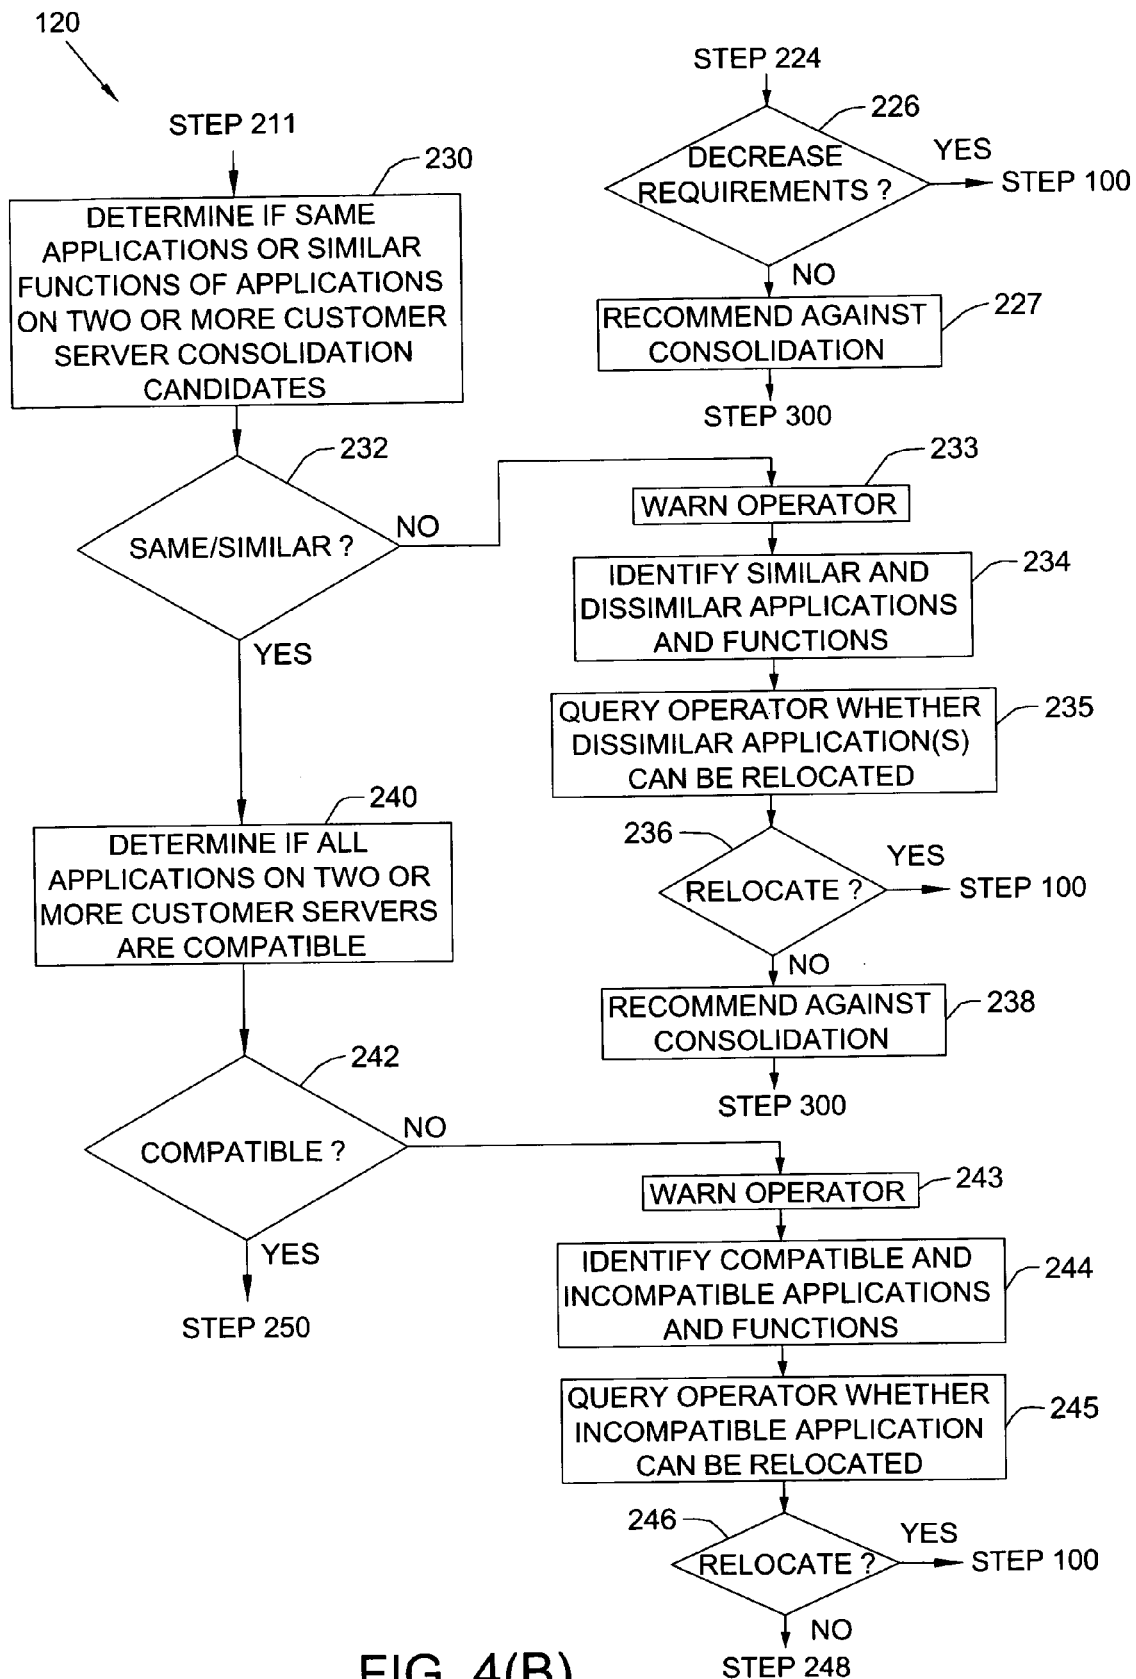 120
STEP 211
230
DETERMINE IF SAME
APPLICATIONS OR SIMILAR
FUNCTIONS OF APPLICATIONS
ON TWO OR MORE CUSTOMER
SERVER CONSOLIDATION
CANDIDATES
232
SAME/SIMILAR ?
NO
YES
240
DETERMINE IF ALL
APPLICATIONS ON TWO OR
MORE CUSTOMER SERVERS
ARE COMPATIBLE
242
COMPATIBLE ?
NO
YES
STEP 250
STEP 224
226
DECREASE
REQUIREMENTS ?
YES
STEP 100
NO
227
RECOMMEND AGAINST
CONSOLIDATION
STEP 300
233
WARN OPERATOR
234
IDENTIFY SIMILAR AND
DISSIMILAR APPLICATIONS
AND FUNCTIONS
235
QUERY OPERATOR WHETHER
DISSIMILAR APPLICATION(S)
CAN BE RELOCATED
236
RELOCATE ?
YES
STEP 100
NO
238
RECOMMEND AGAINST
CONSOLIDATION
STEP 300
243
WARN OPERATOR
244
IDENTIFY COMPATIBLE AND
INCOMPATIBLE APPLICATIONS
AND FUNCTIONS
245
QUERY OPERATOR WHETHER
INCOMPATIBLE APPLICATION
CAN BE RELOCATED
246
RELOCATE ?
YES
STEP 100
NO
STEP 248
FIG. 4(B)